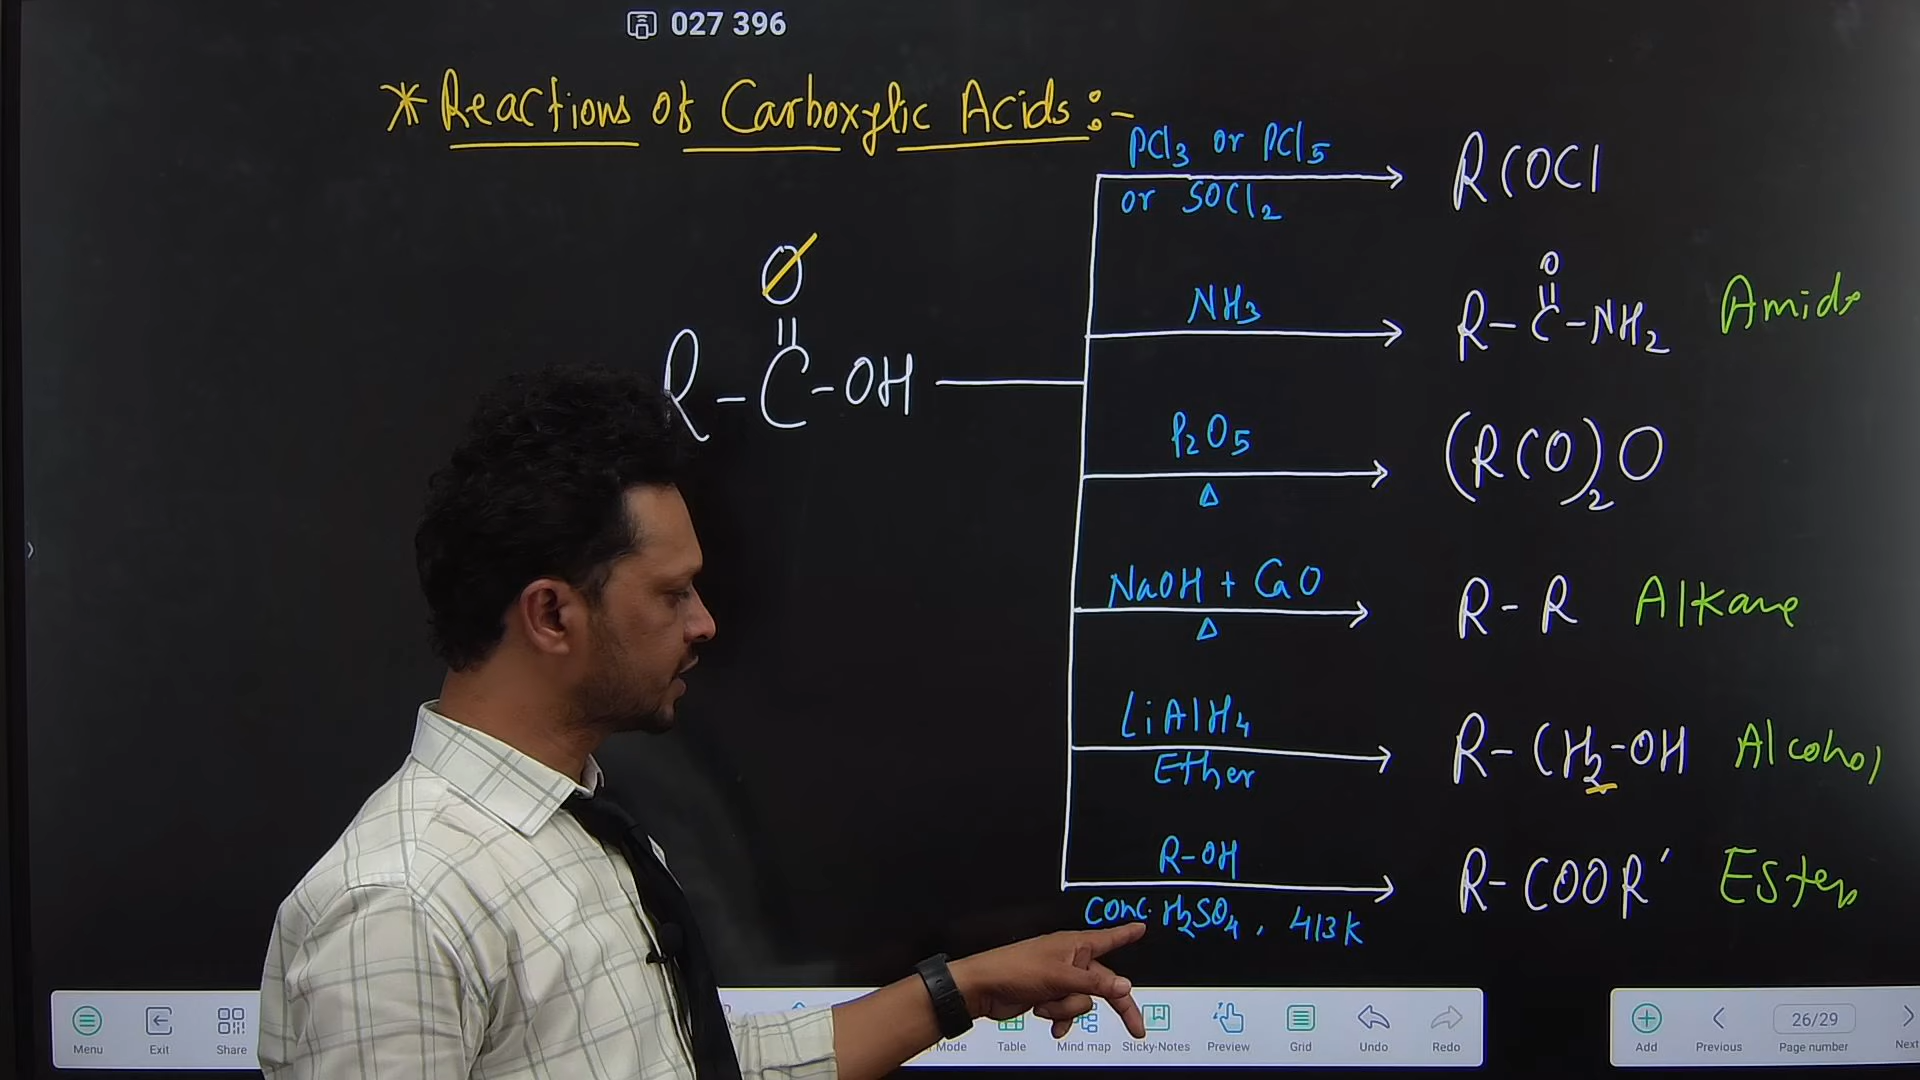 027 396
* Reactions of Carboxylic Acids :-
PCl3 or PCl5
or SOCl2
RCOCl
O
R-C-OH
NH3
O
R-C-NH2 Amide
P2O5
Δ
(RCO)2O
NaOH + CaO
Δ
R-R Alkane
LiAlH4
Ether
R-CH2-OH Alcohol
R-OH
Conc. H2SO4, 413K
R-COOR' Ester
Menu
Exit
Share
Mode
Table
Mind map
Sticky-Notes
Preview
Grid
Undo
Redo
Add
Previous
26/29
Page number
Next